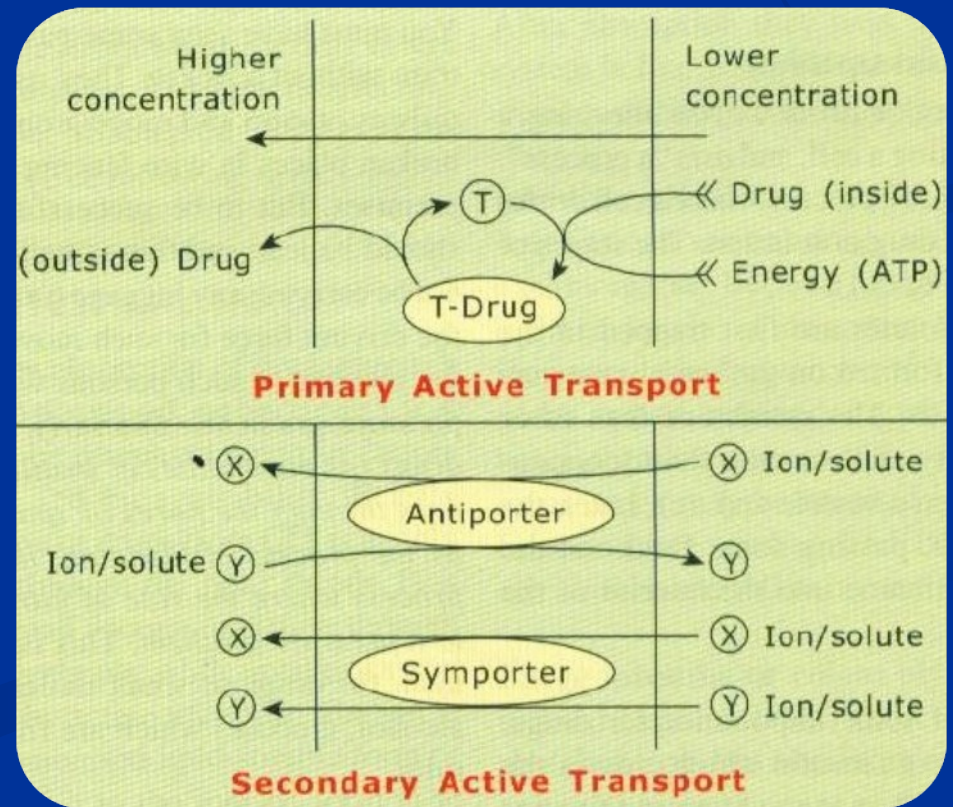 Higher
concentration
Lower
concentration
T
Drug (inside)
(outside) Drug
Energy (ATP)
T-Drug
Primary Active Transport
X
X Ion/solute
Antiporter
Ion/solute Y
Y
X
X Ion/solute
Symporter
Y
Y Ion/solute
Secondary Active Transport